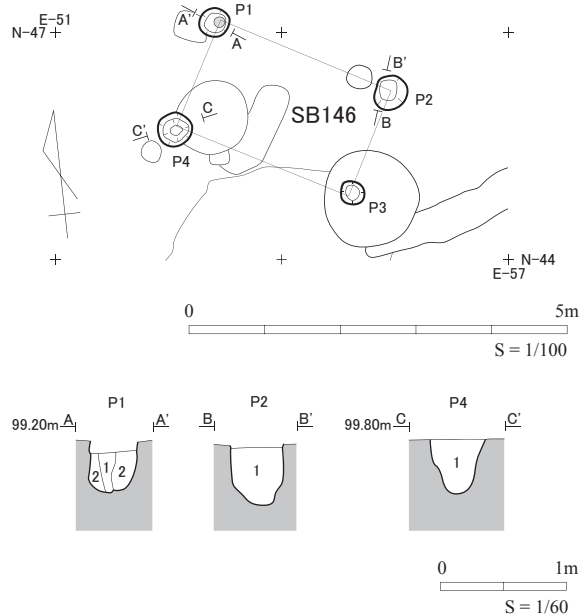 E-51
N-47
A'
P1
A
B'
SB146
P2
C
B
C'
P4
P3
N-44
E-57
0 5m
S = 1/100
P1 P2 P4
99.20m A A' B B' 99.80m C C'
2 1 2 1 1
0 1m
S = 1/60